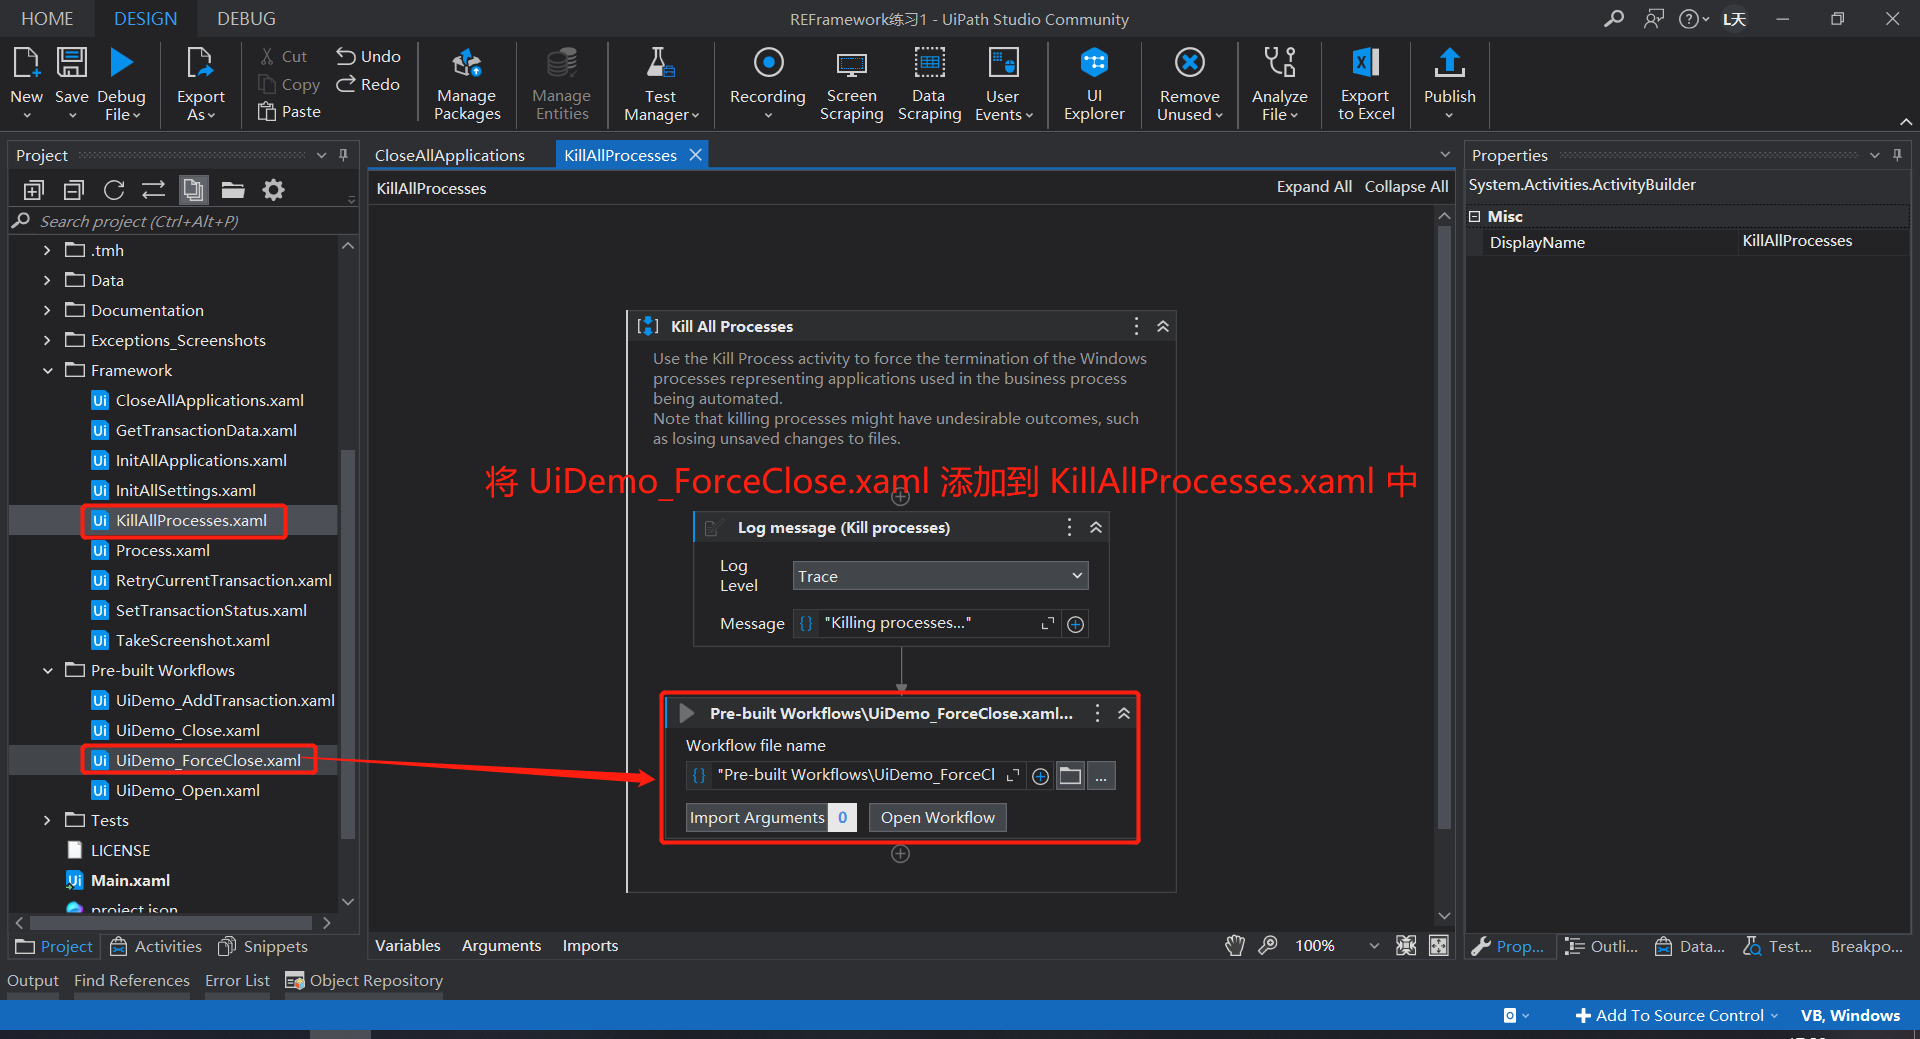 HOME
DESIGN
DEBUG
REFramework练习1 - UiPath Studio Community
L天
New
Save
Debug
File
Export
As
Cut
Copy
Paste
Undo
Redo
Manage
Packages
Manage
Entities
Test
Manager
Recording
Screen
Scraping
Data
Scraping
User
Events
UI
Explorer
Remove
Unused
Analyze
File
Export
to Excel
Publish
Project
Search project (Ctrl+Alt+P)
.tmh
Data
Documentation
Exceptions_Screenshots
Framework
CloseAllApplications.xaml
GetTransactionData.xaml
InitAllApplications.xaml
InitAllSettings.xaml
KillAllProcesses.xaml
Process.xaml
RetryCurrentTransaction.xaml
SetTransactionStatus.xaml
TakeScreenshot.xaml
Pre-built Workflows
UiDemo_AddTransaction.xaml
UiDemo_Close.xaml
UiDemo_ForceClose.xaml
UiDemo_Open.xaml
Tests
LICENSE
Main.xaml
project.json
Project
Activities
Snippets
CloseAllApplications
KillAllProcesses
KillAllProcesses
Expand All
Collapse All
Kill All Processes
Use the Kill Process activity to force the termination of the Windows
processes representing applications used in the business process
being automated.
Note that killing processes might have undesirable outcomes, such
as losing unsaved changes to files.
将 UiDemo_ForceClose.xaml 添加到 KillAllProcesses.xaml 中
Log message (Kill processes)
Log
Level
Trace
Message
"Killing processes..."
Pre-built Workflows\UiDemo_ForceClose.xaml...
Workflow file name
"Pre-built Workflows\UiDemo_ForceCl
...
Import Arguments
0
Open Workflow
Variables
Arguments
Imports
100%
Properties
System.Activities.ActivityBuilder
Misc
DisplayName
KillAllProcesses
Prop...
Outli...
Data...
Test...
Breakpo...
Output
Find References
Error List
Object Repository
Add To Source Control
VB, Windows